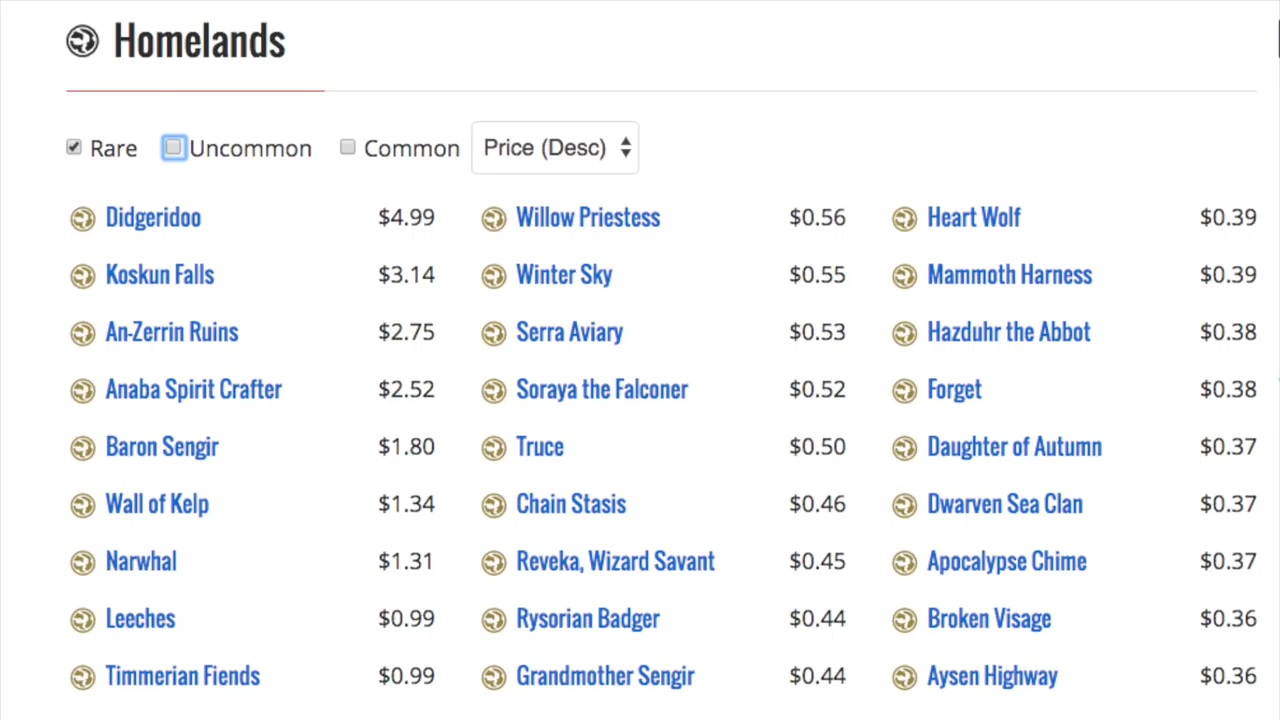 Homelands
Rare Uncommon Common Price (Desc)
Didgeridoo $4.99 Willow Priestess $0.56 Heart Wolf $0.39
Koskun Falls $3.14 Winter Sky $0.55 Mammoth Harness $0.39
An-Zerrin Ruins $2.75 Serra Aviary $0.53 Hazduhr the Abbot $0.38
Anaba Spirit Crafter $2.52 Soraya the Falconer $0.52 Forget $0.38
Baron Sengir $1.80 Truce $0.50 Daughter of Autumn $0.37
Wall of Kelp $1.34 Chain Stasis $0.46 Dwarven Sea Clan $0.37
Narwhal $1.31 Reveka, Wizard Savant $0.45 Apocalypse Chime $0.37
Leeches $0.99 Rysorian Badger $0.44 Broken Visage $0.36
Timmerian Fiends $0.99 Grandmother Sengir $0.44 Aysen Highway $0.36